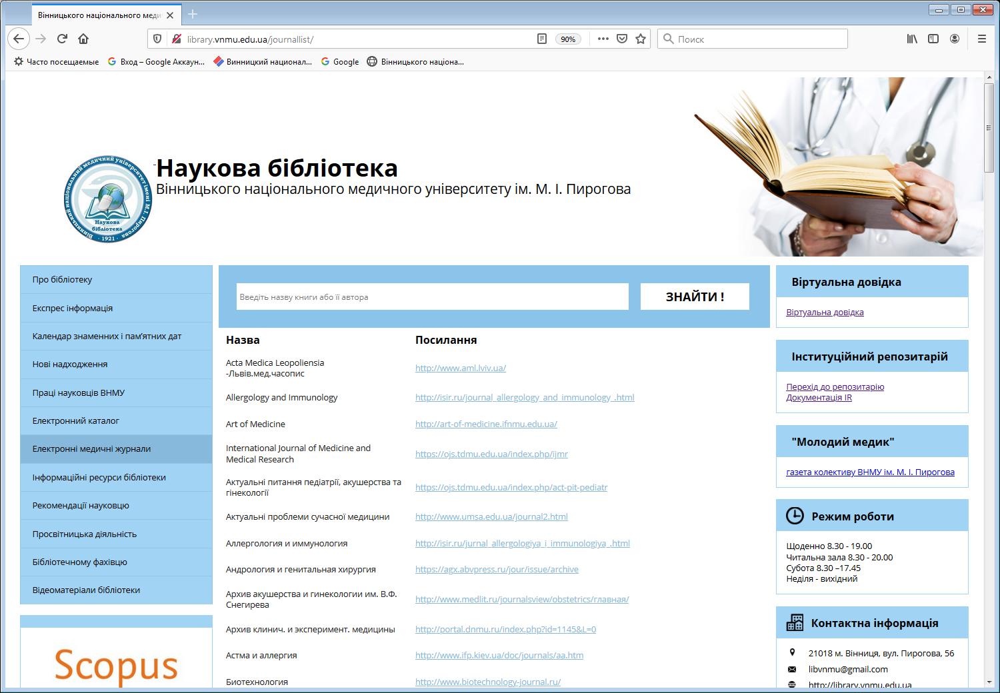 Вінницького національного меди
library.vnmu.edu.ua/journallist/
90%
Поиск
Часто посещаемые
Вход – Google Аккаун...
Винницкий национал...
Google
Вінницького націона...
Вінницький національний медичний університет імені М.І. Пирогова
Наукова
бібліотека
· 1921 ·
Наукова бібліотека
Вінницького національного медичного університету ім. М. І. Пирогова
Про бібліотеку
Експрес інформація
Календар знаменних і пам'ятних дат
Нові надходження
Праці науковців ВНМУ
Електронний каталог
Електронні медичні журнали
Інформаційні ресурси бібліотеки
Рекомендації науковцю
Просвітницька діяльність
Бібліотечному фахівцю
Відеоматеріали бібліотеки
Scopus
Введіть назву книги або її автора
ЗНАЙТИ !
Назва
Посилання
Acta Medica Leopoliensia
-Львів.мед.часопис
http://www.aml.lviv.ua/
Allergology and Immunology
http://isir.ru/journal_allergology_and_immunology_.html
Art of Medicine
http://art-of-medicine.ifnmu.edu.ua/
International Journal of Medicine and
Medical Research
https://ojs.tdmu.edu.ua/index.php/ijmr
Актуальні питання педіатрії, акушерства та
гінекології
https://ojs.tdmu.edu.ua/index.php/act-pit-pediatr
Актуальні проблеми сучасної медицини
http://www.umsa.edu.ua/journal2.html
Аллергология и иммунология
http://isir.ru/jurnal_allergologiya_i_immunologiya_.html
Андрология и генитальная хирургия
https://agx.abvpress.ru/jour/issue/archive
Архив акушерства и гинекологии им. В.Ф.
Снегирева
http://www.medlit.ru/journalsview/obstetrics/главная/
Архив клинич. и эксперимент. медицины
http://portal.dnmu.ru/index.php?id=1145&L=0
Астма и аллергия
http://www.ifp.kiev.ua/doc/journals/aa.htm
Биотехнология
http://www.biotechnology-journal.ru/
Віртуальна довідка
Віртуальна довідка
Інституційний репозитарій
Перехід до репозитарію
Документація IR
"Молодий медик"
газета колективу ВНМУ ім. М. І. Пирогова
Режим роботи
Щоденно 8.30 - 19.00
Читальна зала 8.30 - 20.00
Субота 8.30 –17.45
Неділя - вихідний
Контактна інформація
21018 м. Вінниця, вул. Пирогова, 56
libvnmu@gmail.com
http://library.vnmu.edu.ua